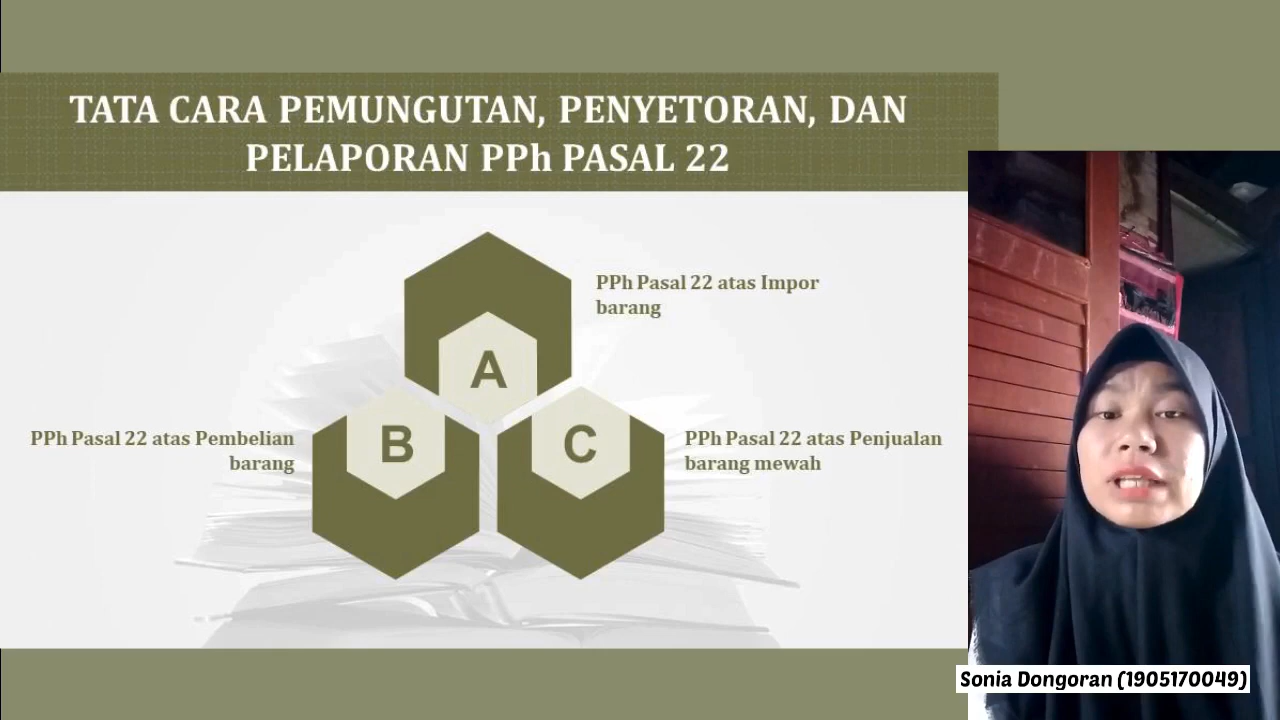 TATA CARA PEMUNGUTAN, PENYETORAN, DAN
PELAPORAN PPh PASAL 22
PPh Pasal 22 atas Impor
barang
A
PPh Pasal 22 atas Pembelian
barang
B
C
PPh Pasal 22 atas Penjualan
barang mewah
Sonia Dongoran (1905170049)